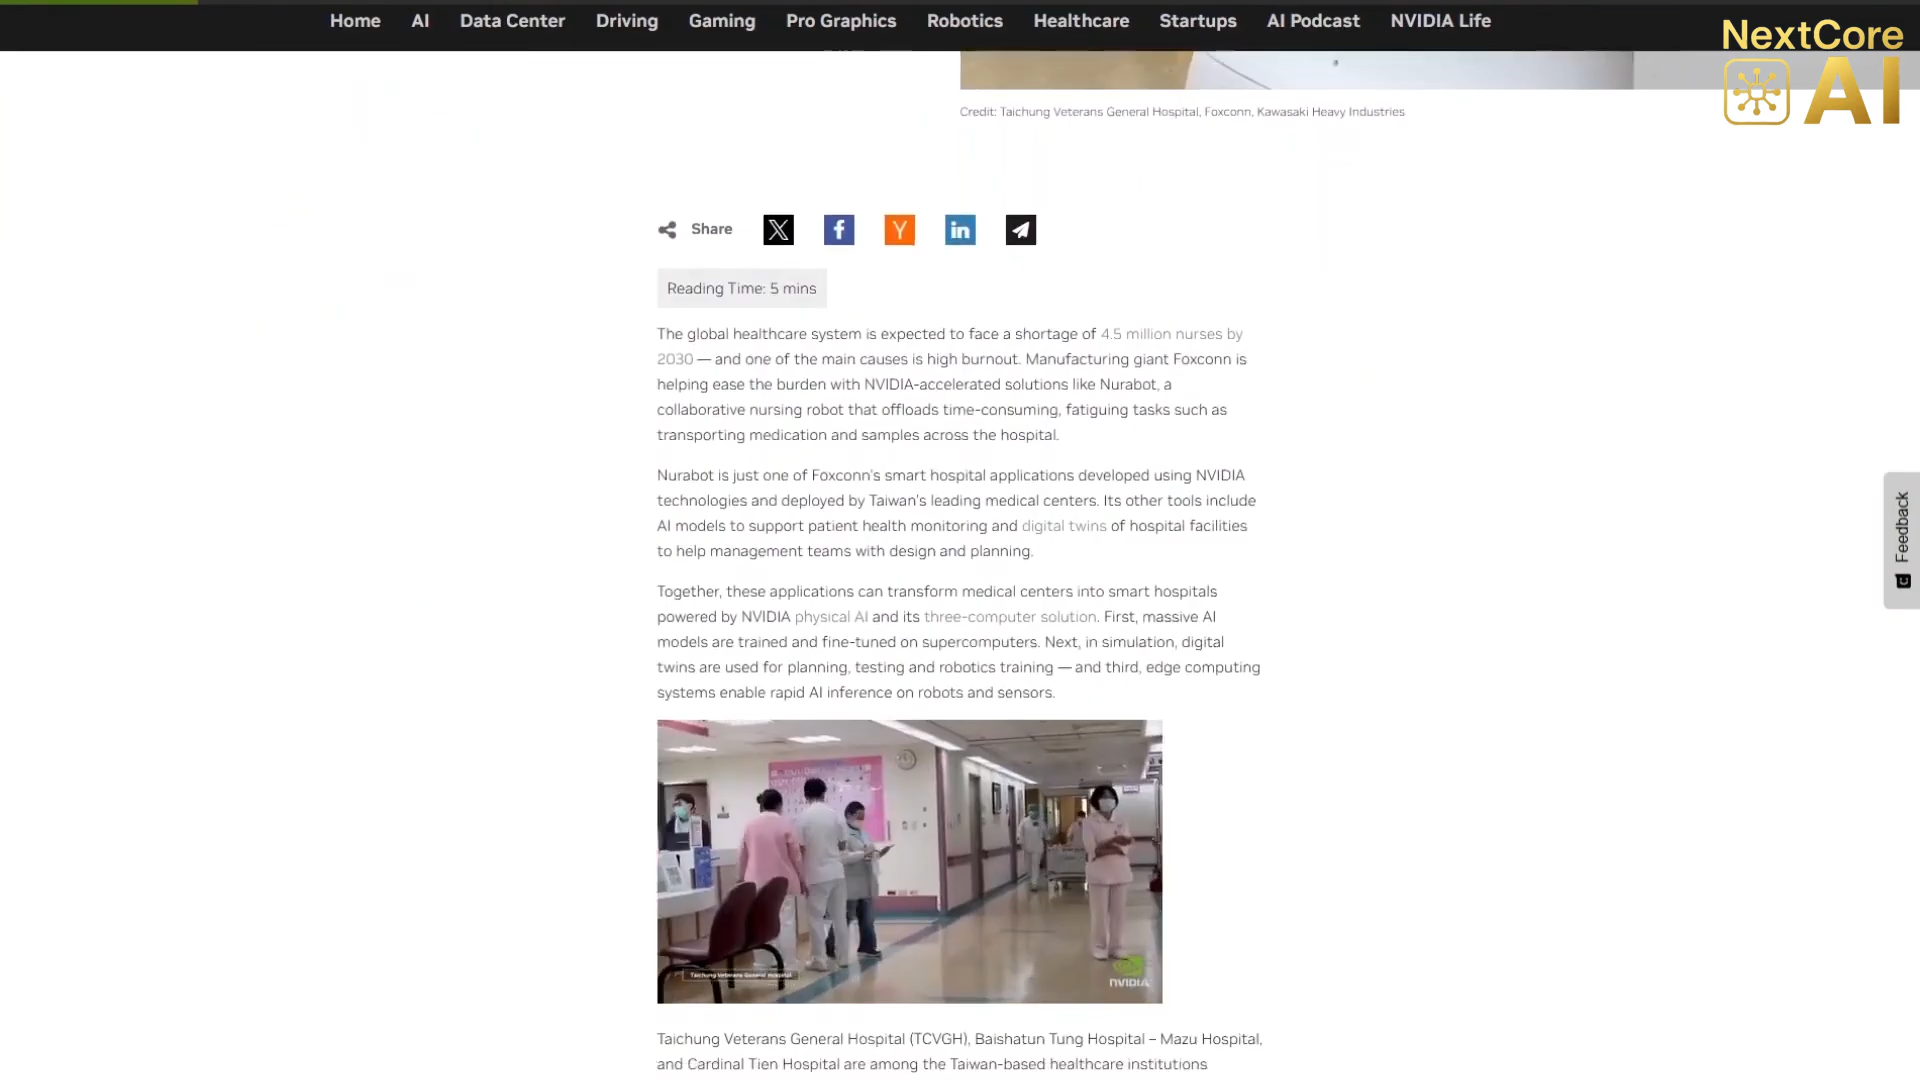 Home AI Data Center Driving Gaming Pro Graphics Robotics Healthcare Startups AI Podcast NVIDIA Life
NextCore
AI
Credit: Taichung Veterans General Hospital, Foxconn, Kawasaki Heavy Industries
Share
Reading Time: 5 mins
The global healthcare system is expected to face a shortage of 4.5 million nurses by
2030 — and one of the main causes is high burnout. Manufacturing giant Foxconn is
helping ease the burden with NVIDIA-accelerated solutions like Nurabot, a
collaborative nursing robot that offloads time-consuming, fatiguing tasks such as
transporting medication and samples across the hospital.
Nurabot is just one of Foxconn's smart hospital applications developed using NVIDIA
technologies and deployed by Taiwan's leading medical centers. Its other tools include
AI models to support patient health monitoring and digital twins of hospital facilities
to help management teams with design and planning.
Feedback
Together, these applications can transform medical centers into smart hospitals
powered by NVIDIA physical AI and its three-computer solution. First, massive AI
models are trained and fine-tuned on supercomputers. Next, in simulation, digital
twins are used for planning, testing and robotics training — and third, edge computing
systems enable rapid AI inference on robots and sensors.
Taichung Veterans General Hospital
NVIDIA
Taichung Veterans General Hospital (TCVGH), Baishatun Tung Hospital – Mazu Hospital,
and Cardinal Tien Hospital are among the Taiwan-based healthcare institutions